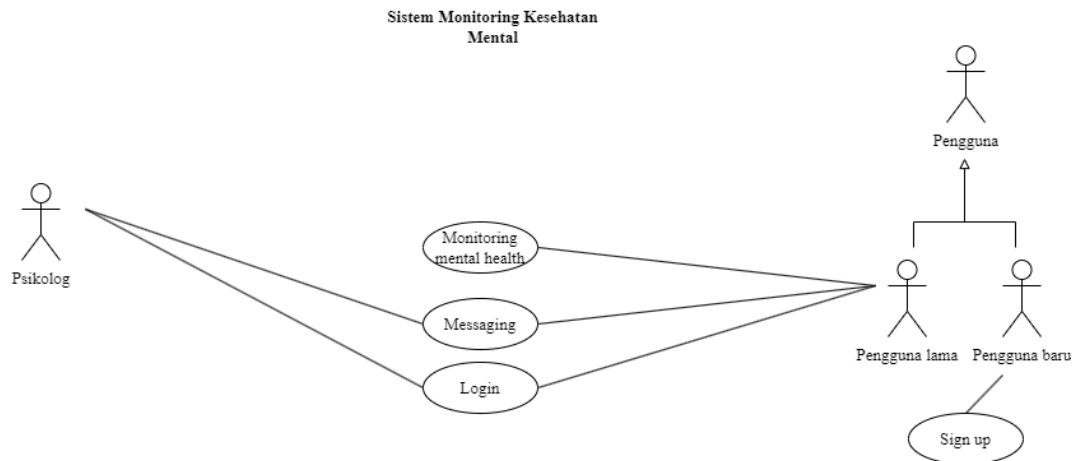 Sistem Monitoring Kesehatan
Mental
Pengguna
Psikolog
Monitoring
mental health
Messaging
Login
Pengguna lama
Pengguna baru
Sign up